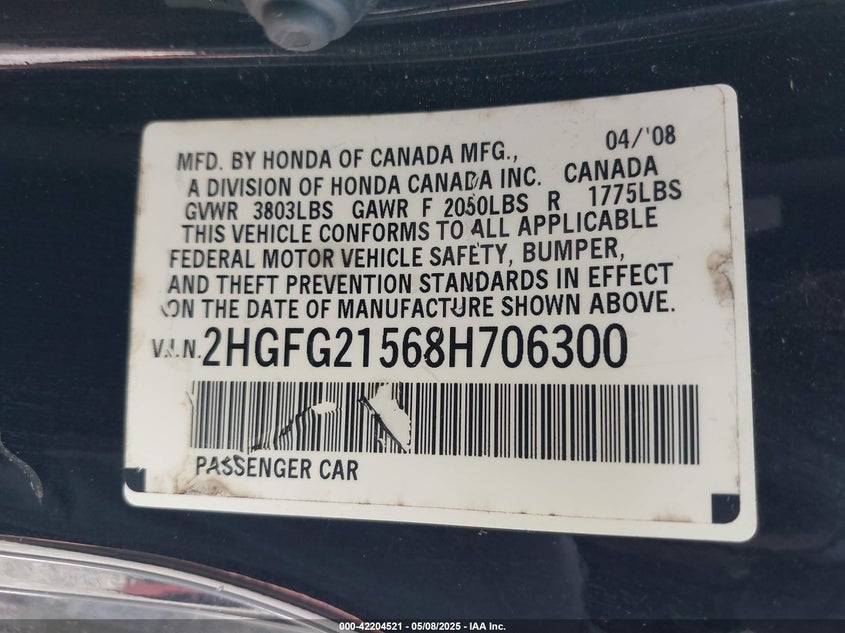 04/'08
MFD. BY HONDA OF CANADA MFG.,
A DIVISION OF HONDA CANADA INC. CANADA
GVWR 3803LBS GAWR F 2050LBS R 1775LBS
THIS VEHICLE CONFORMS TO ALL APPLICABLE
FEDERAL MOTOR VEHICLE SAFETY, BUMPER,
AND THEFT PREVENTION STANDARDS IN EFFECT
ON THE DATE OF MANUFACTURE SHOWN ABOVE.
V.I.N. 2HGFG21568H706300
PASSENGER CAR
000-42204521 - 05/08/2025 - IAA Inc.